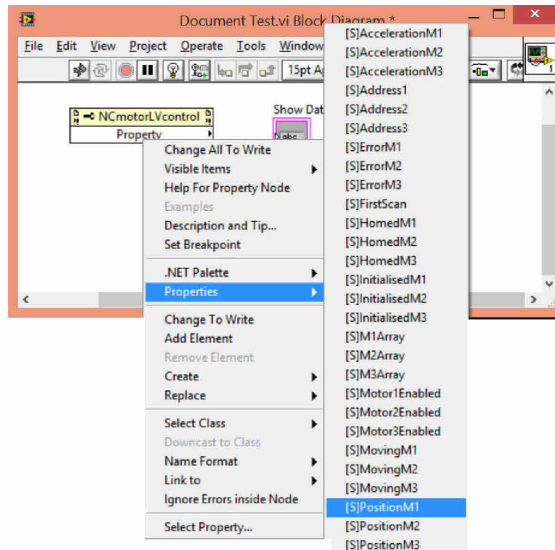 Document Test.vi Block Diagram *
File Edit View Project Operate Tools Window
15pt
1
NCmotorLVcontrol
Property
Show Dat
abc
Change All To Write
Visible Items
Help For Property Node
Examples
Description and Tip...
Set Breakpoint
.NET Palette
Properties
Change To Write
Add Element
Remove Element
Create
Replace
Select Class
Downcast to Class
Name Format
Link to
Ignore Errors inside Node
Select Property...
[S]AccelerationM1
[S]AccelerationM2
[S]AccelerationM3
[S]Address1
[S]Address2
[S]Address3
[S]ErrorM1
[S]ErrorM2
[S]ErrorM3
[S]FirstScan
[S]HomedM1
[S]HomedM2
[S]HomedM3
[S]InitialisedM1
[S]InitialisedM2
[S]InitialisedM3
[S]M1Array
[S]M2Array
[S]M3Array
[S]Motor1Enabled
[S]Motor2Enabled
[S]Motor3Enabled
[S]MovingM1
[S]MovingM2
[S]MovingM3
[S]PositionM1
[S]PositionM2
[S]PositionM3